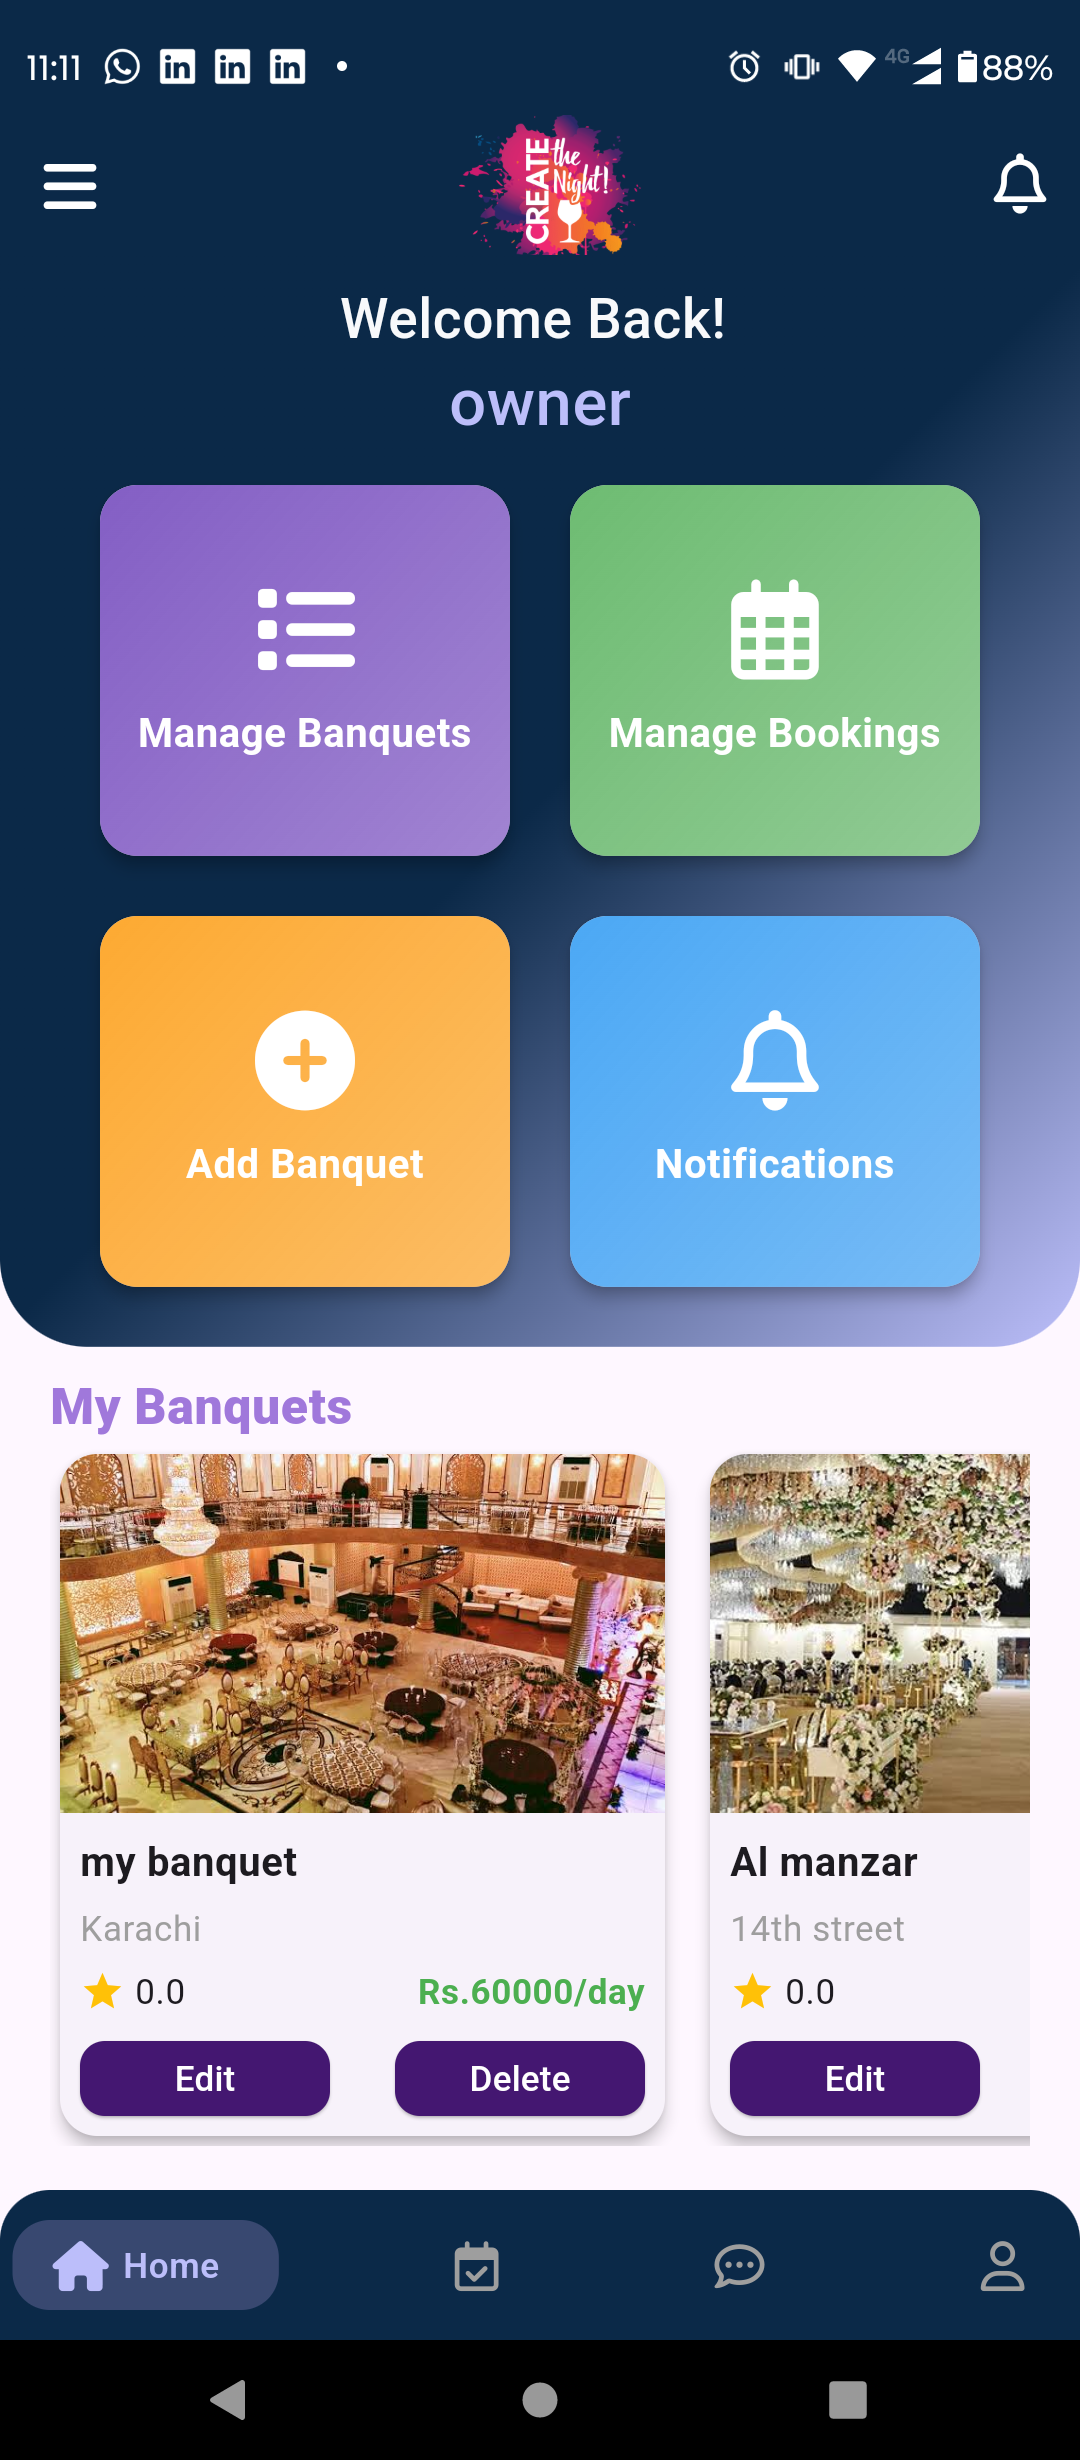 11:11
4G
88%
CREATE
the
Night!
Welcome Back!
owner
Manage Banquets
Manage Bookings
Add Banquet
Notifications
My Banquets
my banquet
Karachi
0.0
Rs.60000/day
Edit
Delete
Al manzar
14th street
0.0
Edit
Home